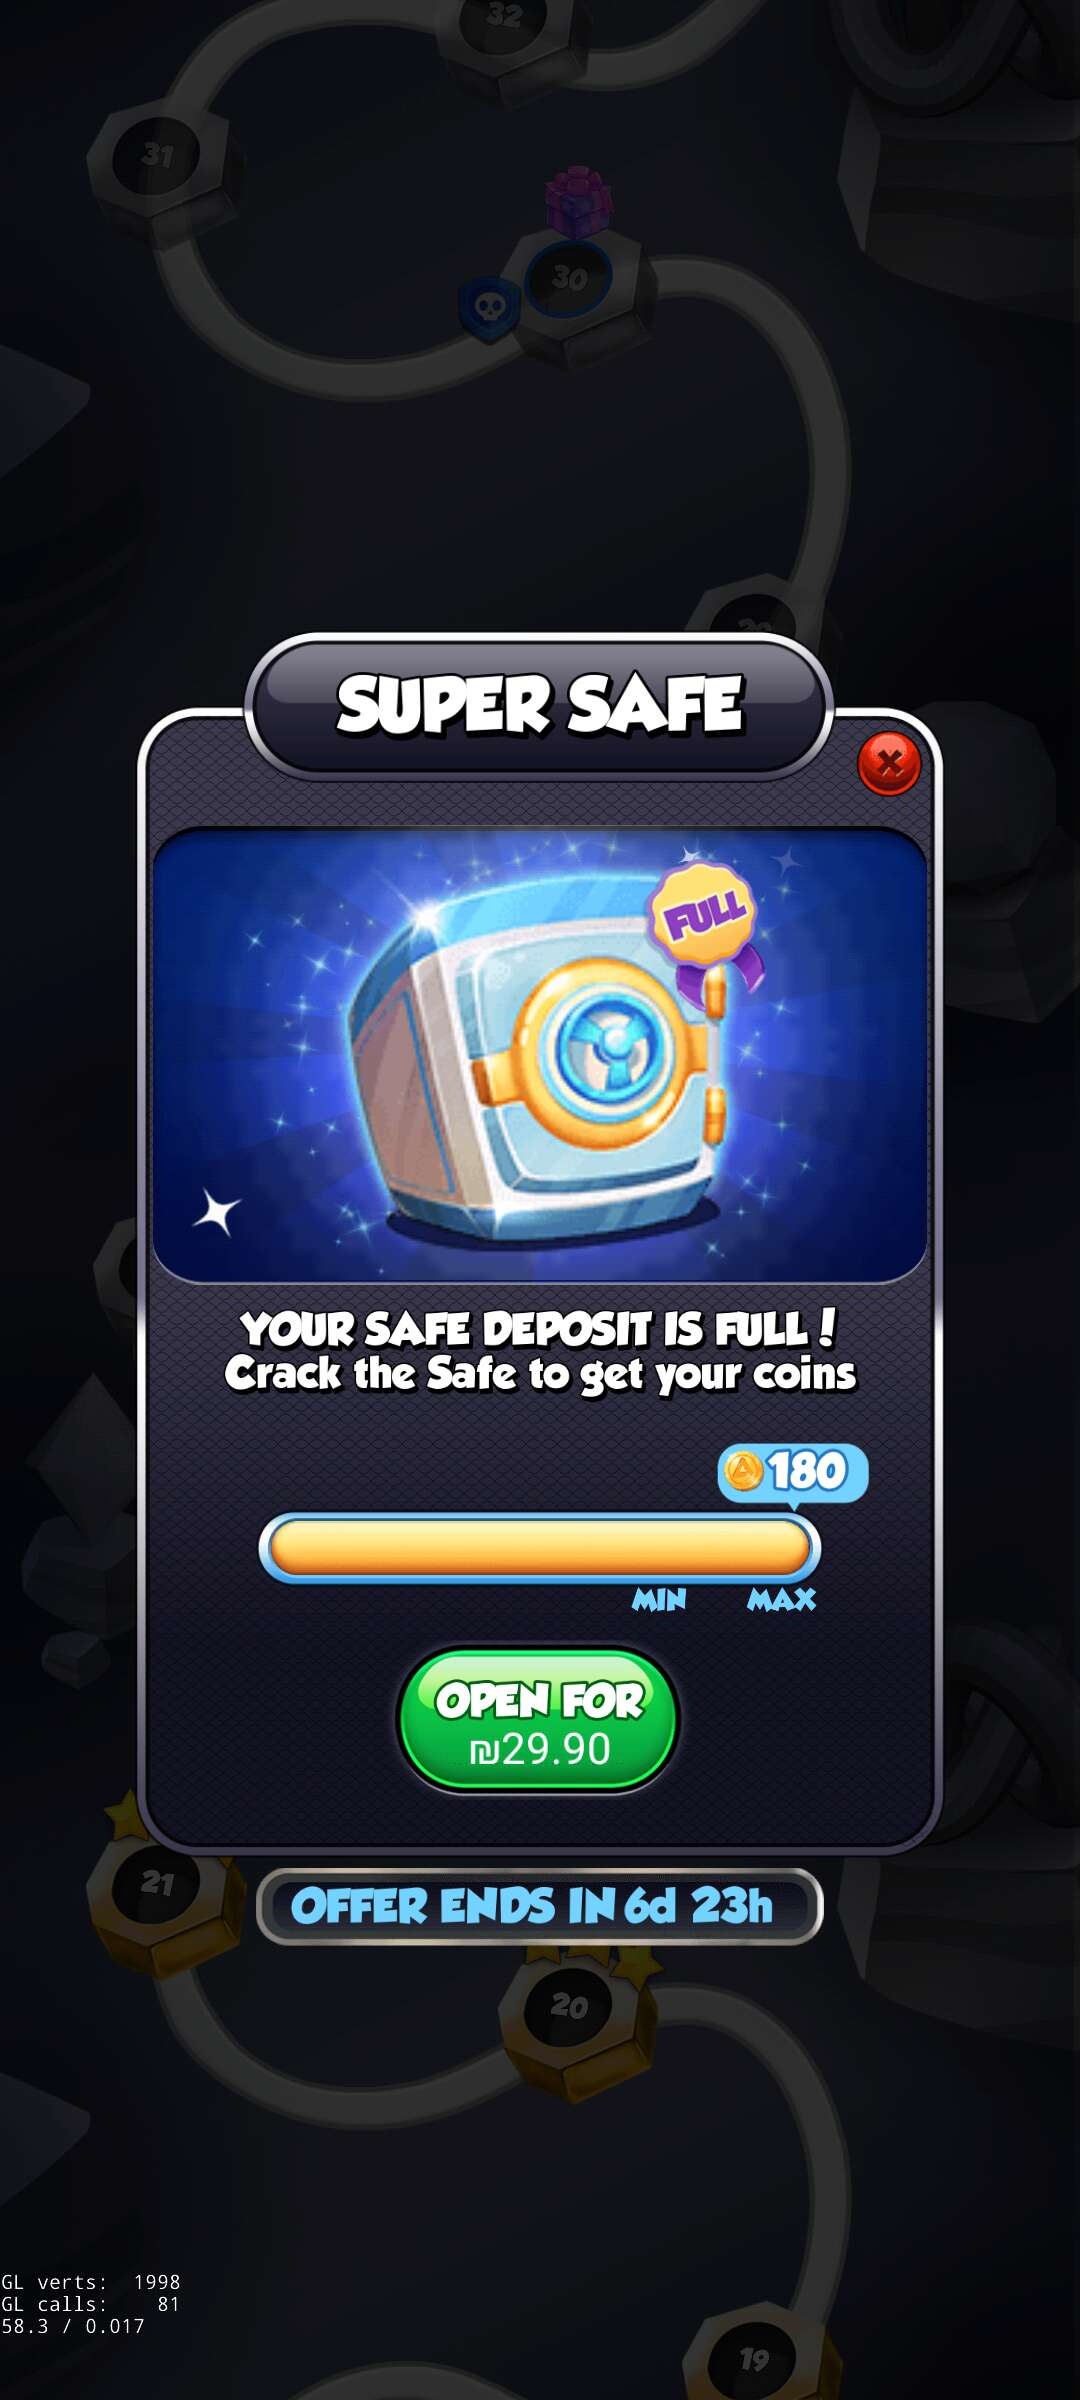 32
31
30
SUPER SAFE
FULL
YOUR SAFE DEPOSIT IS FULL!
Crack the Safe to get your coins
180
MIN MAX
OPEN FOR
₪29.90
21
OFFER ENDS IN 6d 23h
20
GL verts: 1998
GL calls: 81
58.3 / 0.017
19